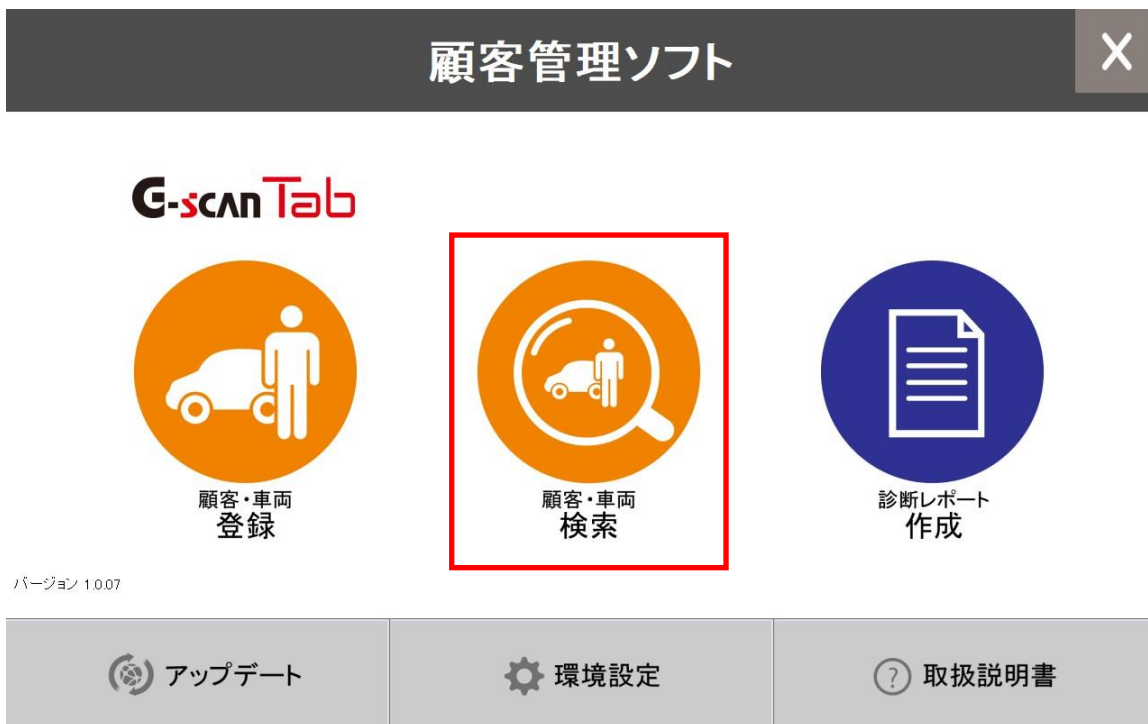 顧客管理ソフト
X
G-scan Tab
顧客・車両
登録
顧客・車両
検索
診断レポート
作成
バージョン 1.0.07
アップデート
環境設定
? 取扱説明書